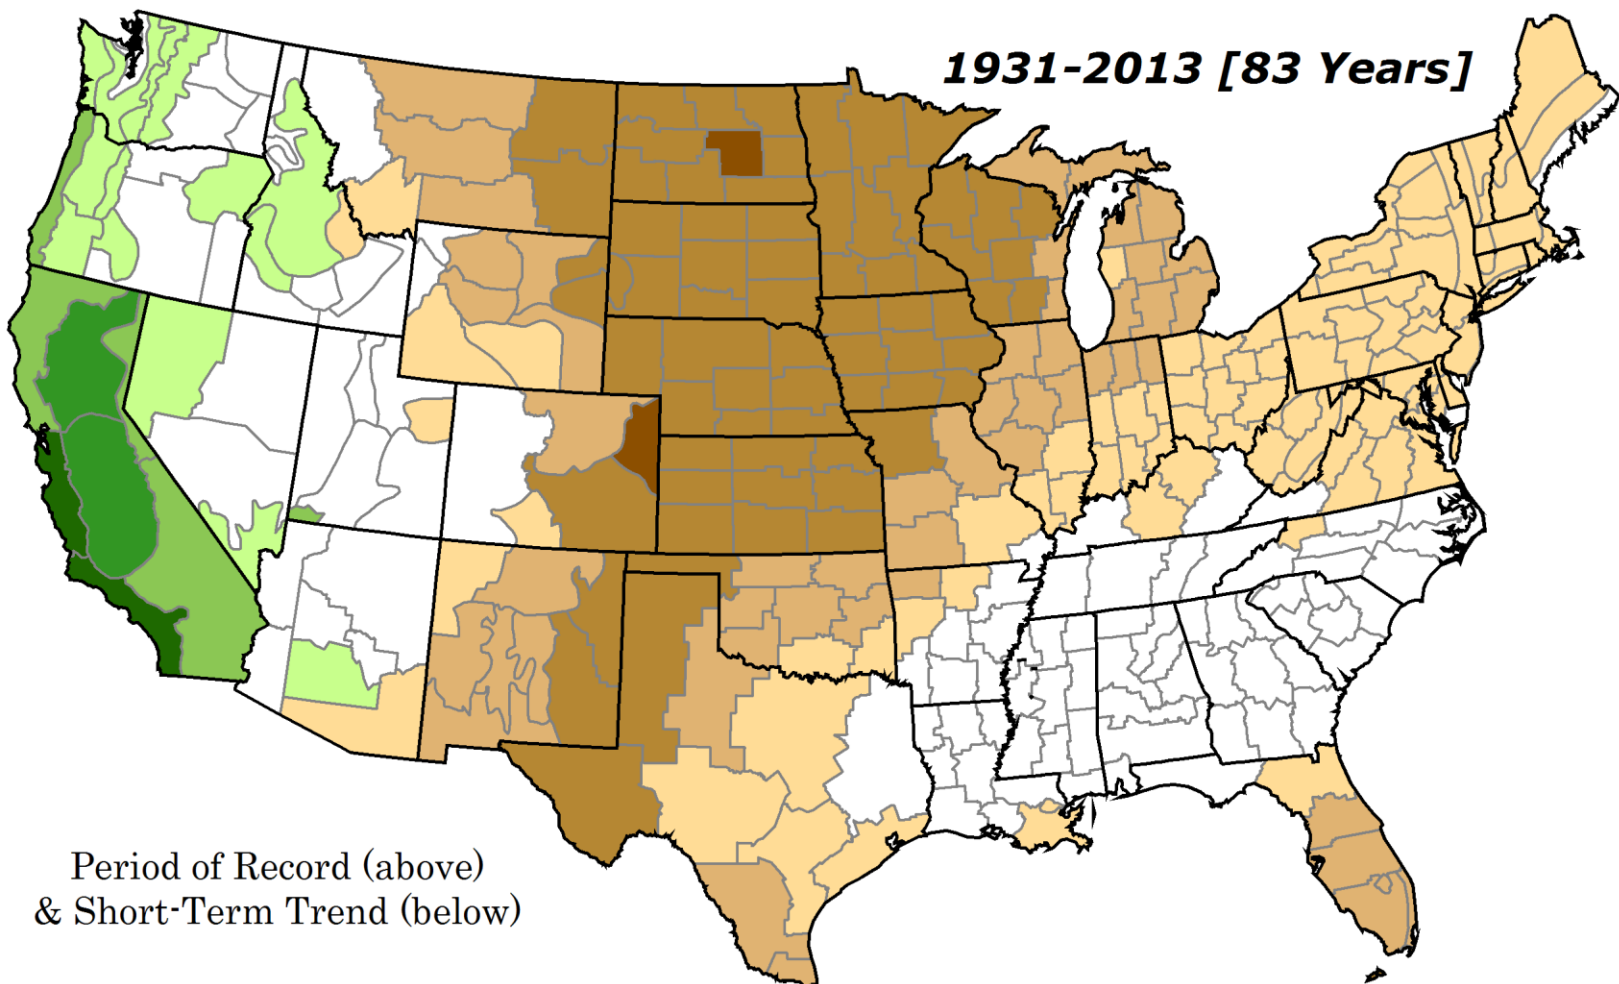 1931-2013 [83 Years]
Period of Record (above)
& Short-Term Trend (below)